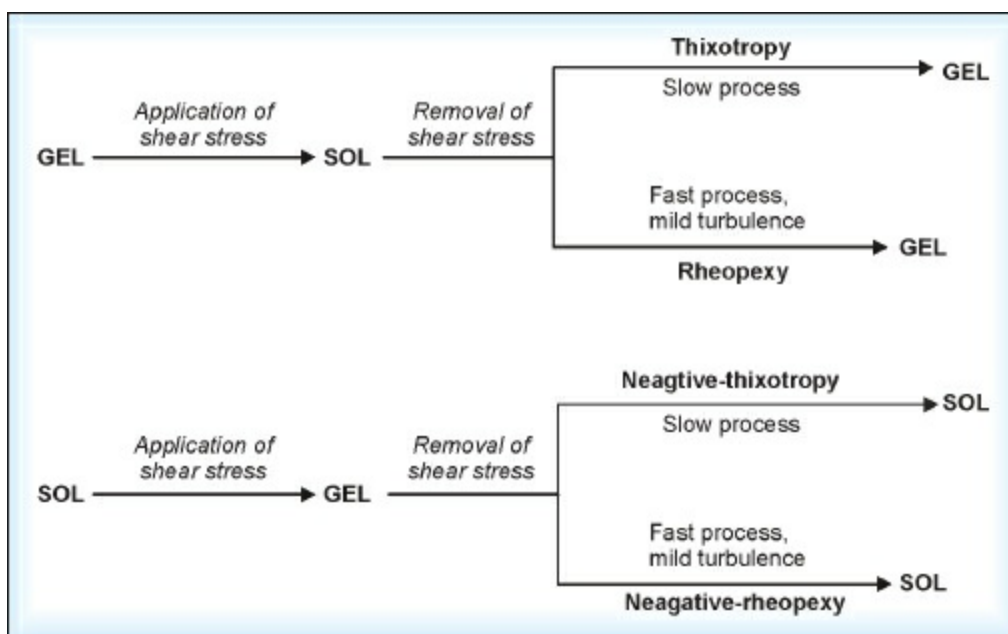 Thixotropy
GEL
Slow process
Application of
shear stress
Removal of
shear stress
GEL
SOL
Fast process,
mild turbulence
GEL
Rheopexy
Neagtive-thixotropy
SOL
Slow process
Application of
shear stress
Removal of
shear stress
SOL
GEL
Fast process,
mild turbulence
SOL
Neagative-rheopexy